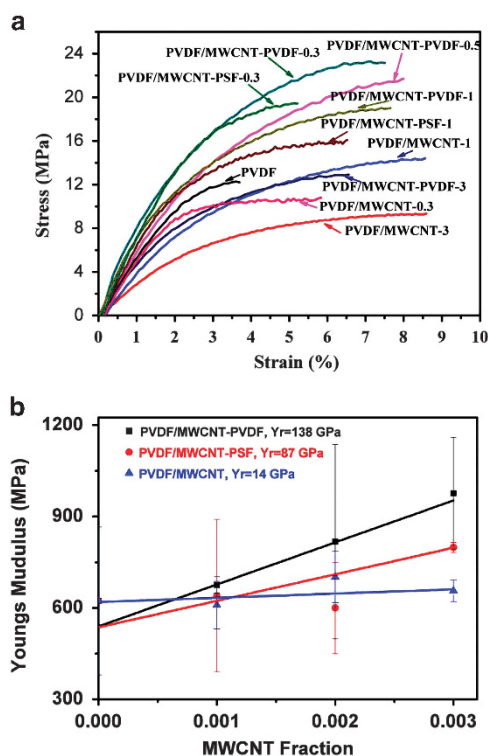 a
PVDF/MWCNT-PVDF-0.3
PVDF/MWCNT-PVDF-0.5
PVDF/MWCNT-PSF-0.3
PVDF/MWCNT-PVDF-1
PVDF/MWCNT-PSF-1
PVDF/MWCNT-1
PVDF
PVDF/MWCNT-PVDF-3
PVDF/MWCNT-0.3
PVDF/MWCNT-3
24
20
16
12
8
4
0
Stress (MPa)
0 1 2 3 4 5 6 7 8 9
Strain (%)
b
PVDF/MWCNT-PVDF, Yr=138 GPa
PVDF/MWCNT-PSF, Yr=87 GPa
PVDF/MWCNT, Yr=14 GPa
1200
900
600
300
Youngs Mudulus (MPa)
0.000 0.001 0.002 0.003
MWCNT Fraction